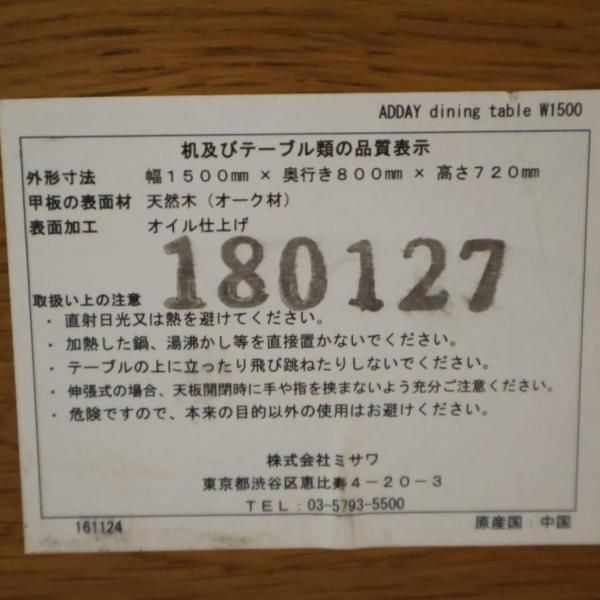 ADDAY dining table W1500
机及びテーブル類の品質表示
外形寸法 幅1500mm × 奥行き800mm × 高さ720mm
甲板の表面材 天然木（オーク材）
表面加工 オイル仕上げ
180127
取扱い上の注意
・ 直射日光又は熱を避けてください。
・ 加熱した鍋、湯沸かし等を直接置かないでください。
・ テーブルの上に立ったり飛び跳ねたりしないでください。
・ 伸張式の場合、天板開閉時に手や指を挟まないよう充分ご注意ください。
・ 危険ですので、本来の目的以外の使用はお避けください。
株式会社ミサワ
東京都渋谷区恵比寿4-20-3
TEL：03-5793-5500
161124 原産国：中国